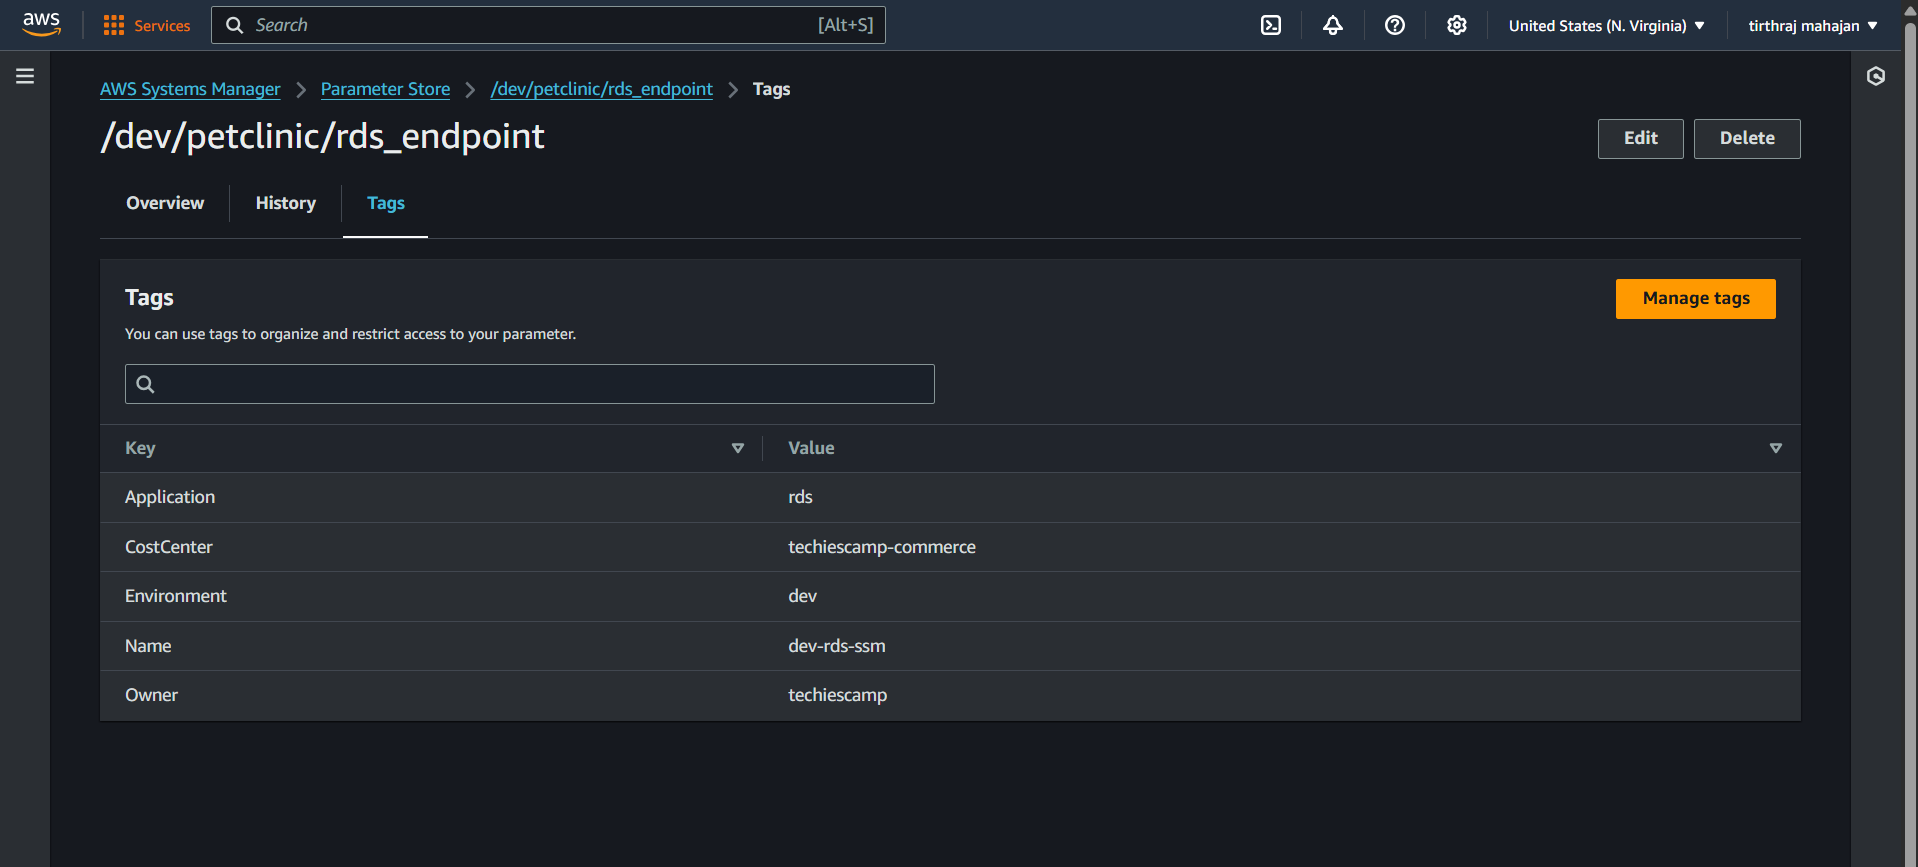 aws Services Search [Alt+S] United States (N. Virginia) tirthraj mahajan
AWS Systems Manager Parameter Store /dev/petclinic/rds_endpoint Tags
/dev/petclinic/rds_endpoint
Edit Delete
Overview History Tags
Tags
Manage tags
You can use tags to organize and restrict access to your parameter.
Key Value
Application rds
CostCenter techiescamp-commerce
Environment dev
Name dev-rds-ssm
Owner techiescamp